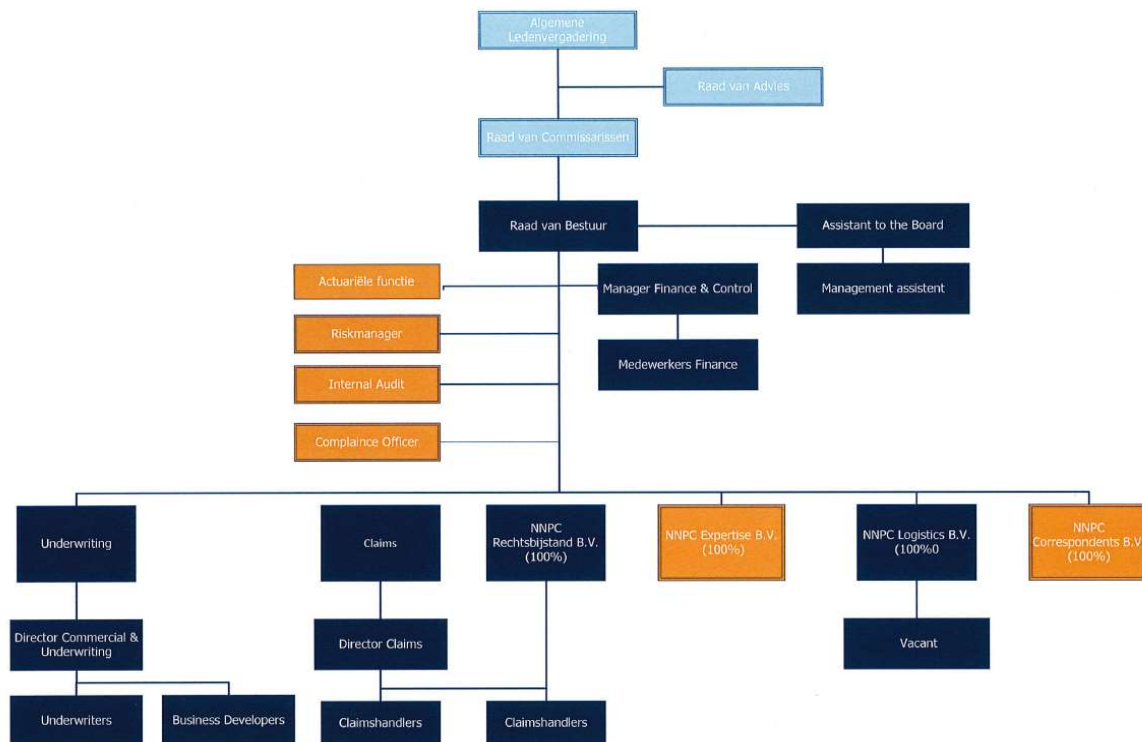 Algemene
Ledenvergadering
Raad van Advies
Raad van Commissarissen
Raad van Bestuur
Assistant to the Board
Actuariële functie
Manager Finance & Control
Management assistent
Riskmanager
Medewerkers Finance
Internal Audit
Complaince Officer
Underwriting
Claims
NNPC
Rechtsbijstand B.V.
(100%)
NNPC Expertise B.V.
(100%)
NNPC Logistics B.V.
(100%0
NNPC
Correspondents B.V.
(100%)
Director Commercial &
Underwriting
Director Claims
Vacant
Underwriters
Business Developers
Claimshandlers
Claimshandlers